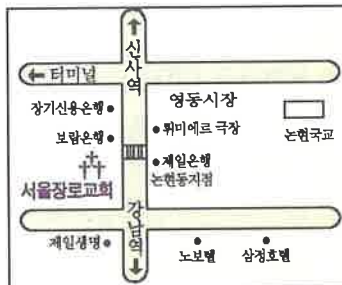 신사역
← 터미널
장기신용은행
영동시장
논현국교
보람은행
뤼미에르 극장
제일은행
논현동지점
서울장로교회
강남역
제일생명
노보텔
삼정호텔